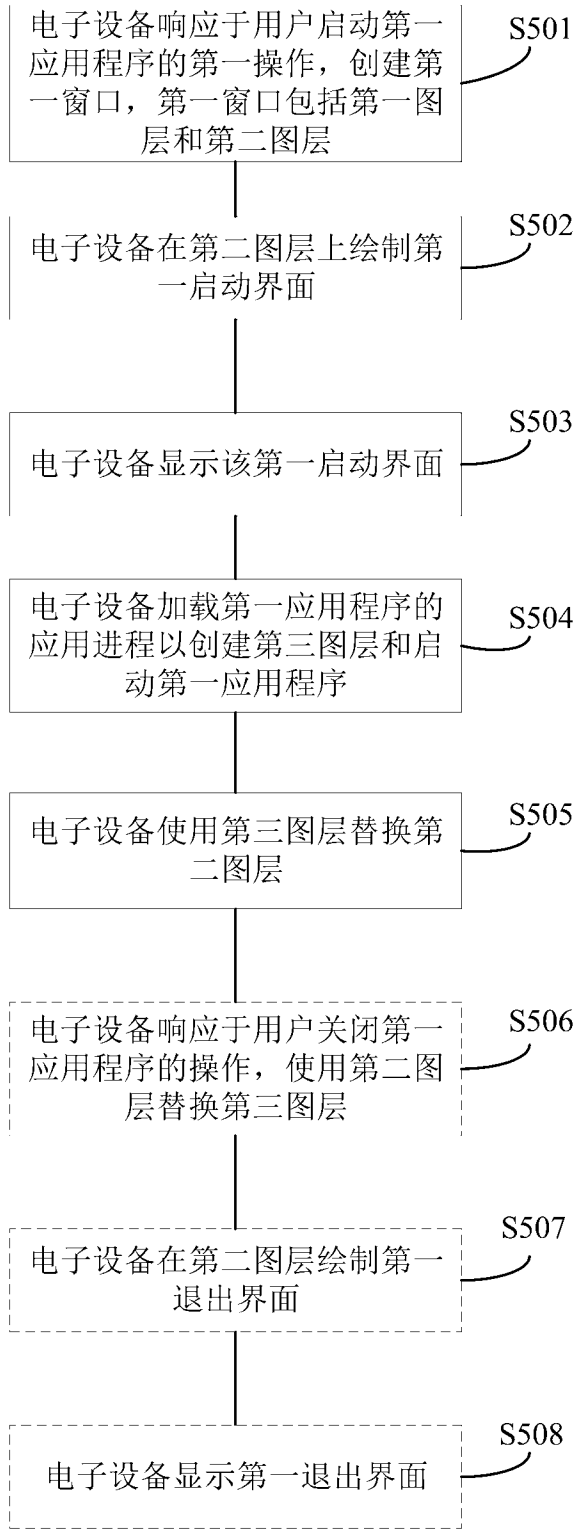 电子设备响应于用户启动第一
应用程序的第一操作，创建第
一窗口，第一窗口包括第一图
层和第二图层
S501
电子设备在第二图层上绘制第
一启动界面
S502
电子设备显示该第一启动界面
S503
电子设备加载第一应用程序的
应用进程以创建第三图层和启
动第一应用程序
S504
电子设备使用第三图层替换第
二图层
S505
电子设备响应于用户关闭第一
应用程序的操作，使用第二图
层替换第三图层
S506
电子设备在第二图层绘制第一
退出界面
S507
电子设备显示第一退出界面
S508